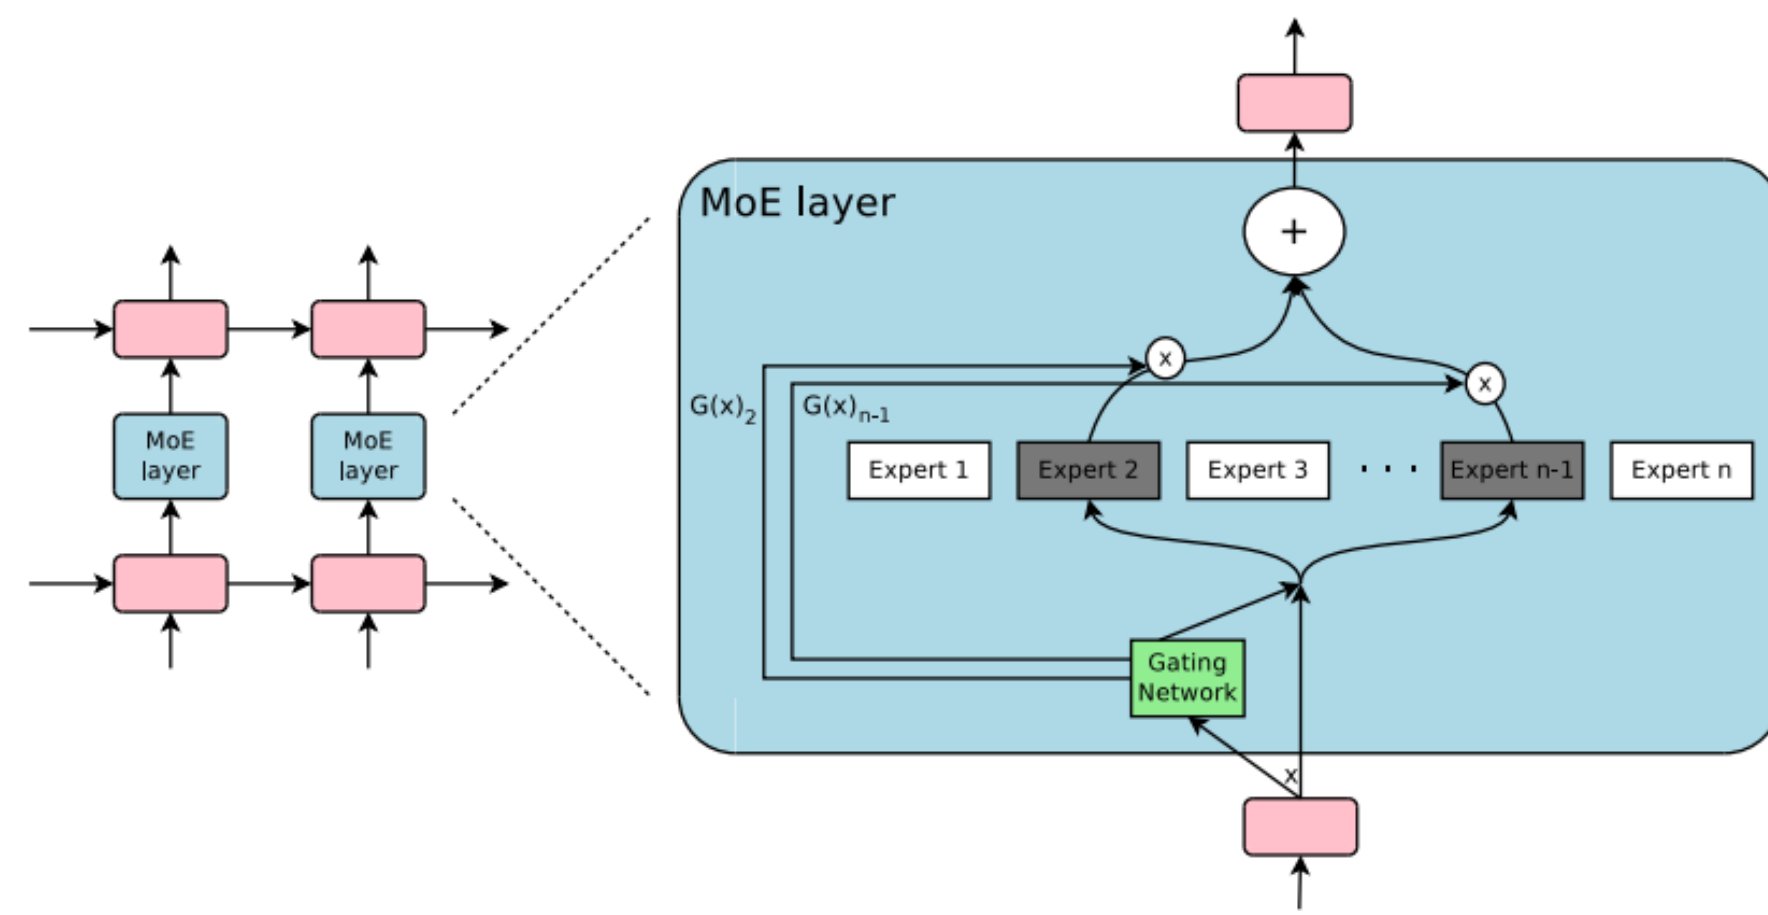 MoE layer
+
x
x
G(x)2
G(x)n-1
MoE
layer
MoE
layer
Expert 1
Expert 2
Expert 3
. . .
Expert n-1
Expert n
Gating
Network
x